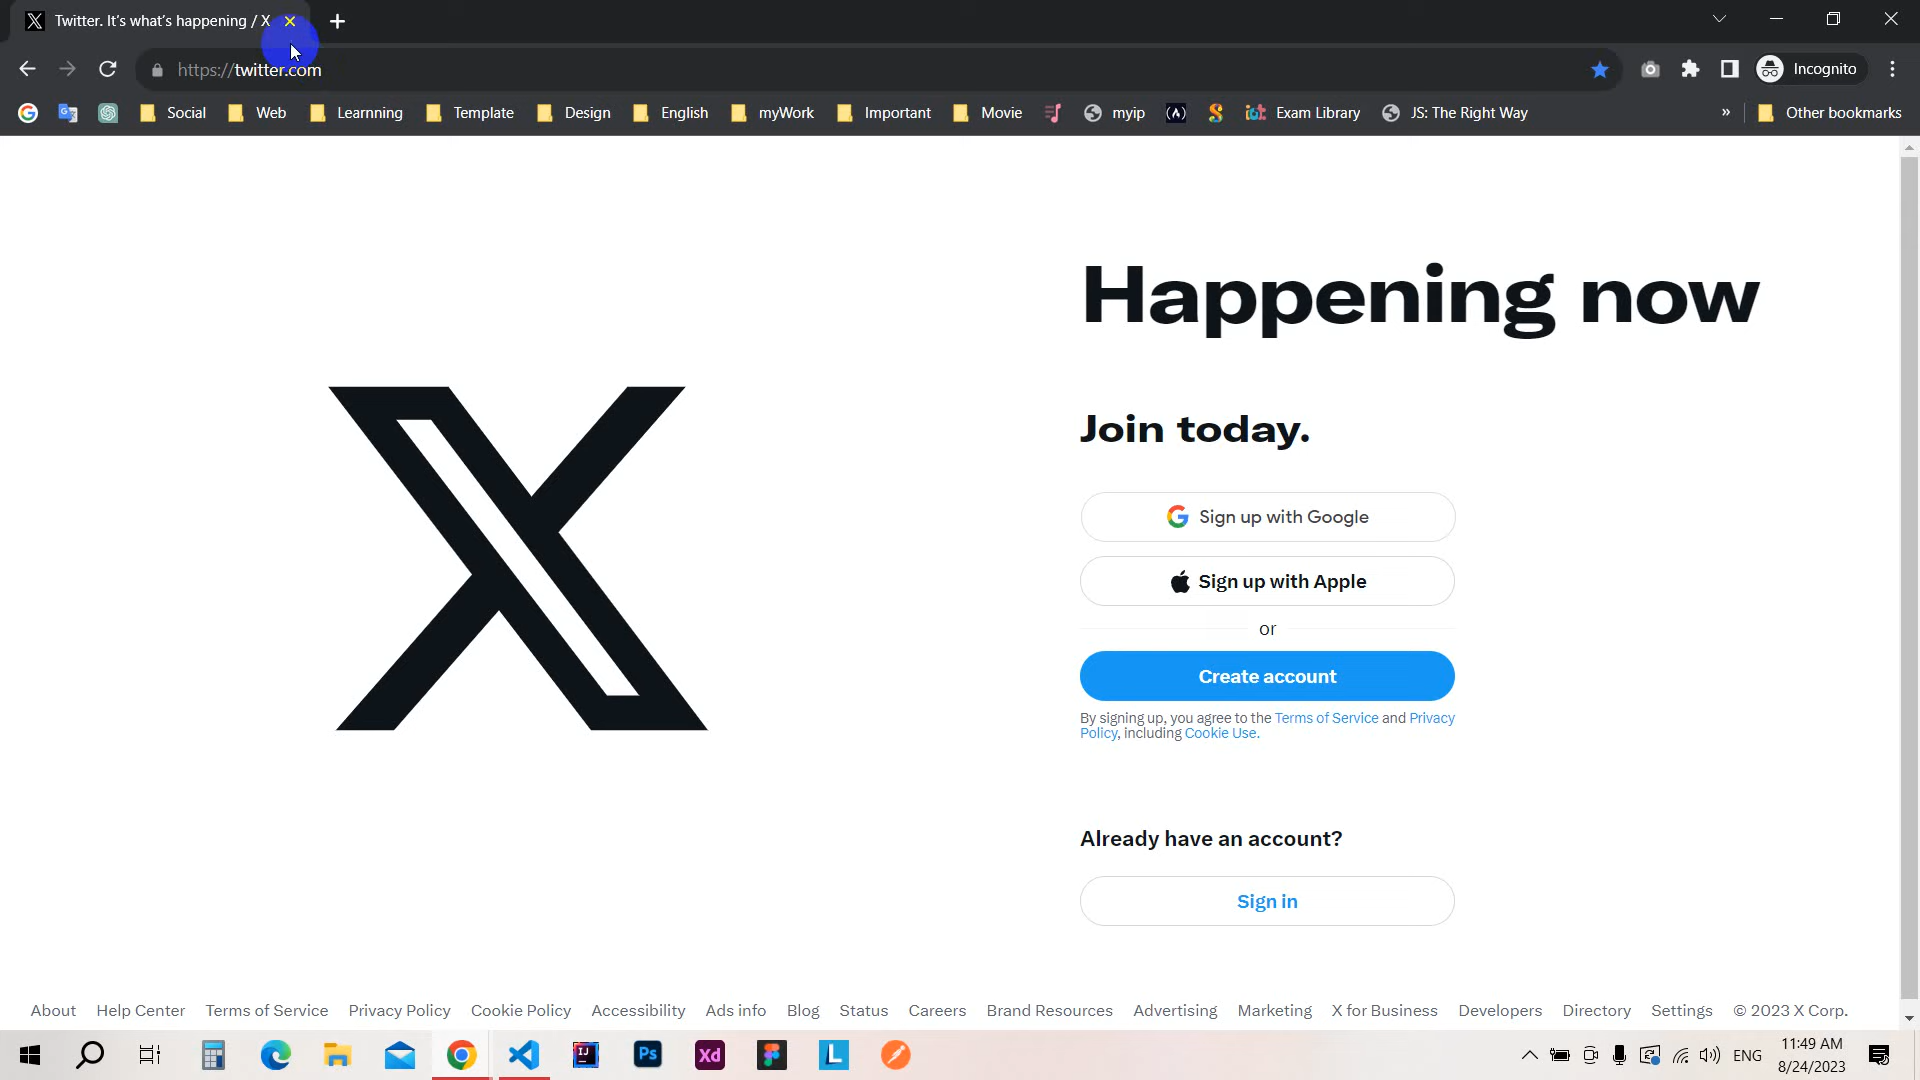 Twitter. It's what's happening / X
https://twitter.com
Incognito
Social Web Learnning Template Design English myWork Important Movie myip Exam Library JS: The Right Way » Other bookmarks
X
Happening now
Join today.
Sign up with Google
Sign up with Apple
or
Create account
By signing up, you agree to the Terms of Service and Privacy
Policy, including Cookie Use.
Already have an account?
Sign in
About Help Center Terms of Service Privacy Policy Cookie Policy Accessibility Ads info Blog Status Careers Brand Resources Advertising Marketing X for Business Developers Directory Settings © 2023 X Corp.
IJ Ps Xd L ENG
11:49 AM
8/24/2023